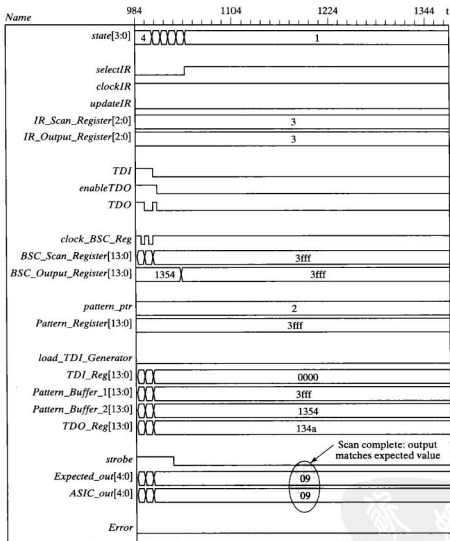 Name
984 1104 1224 1344 t
state[3:0] 4 1
selectIR
clockIR
updateIR
IR_Scan_Register[2:0] 3
IR_Output_Register[2:0] 3
TDI
enableTDO
TDO
clock_BSC_Reg
BSC_Scan_Register[13:0] 3fff
BSC_Output_Register[13:0] 1354 3fff
pattern_ptr 2
Pattern_Register[13:0] 3fff
load_TDI_Generator
TDI_Reg[13:0] 0000
Pattern_Buffer_1[13:0] 3fff
Pattern_Buffer_2[13:0] 1354
TDO_Reg[13:0] 134a
Scan complete: output
matches expected value
strobe
Expected_out[4:0] 09
ASIC_out[4:0] 09
Error